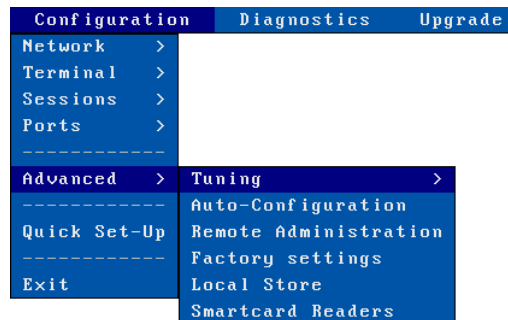 Configuration Diagnostics Upgrade
Network >
Terminal >
Sessions >
Ports >
------------
Advanced > Tuning >
------------ Auto-Configuration
Quick Set-Up Remote Administration
------------ Factory settings
Exit Local Store
Smartcard Readers